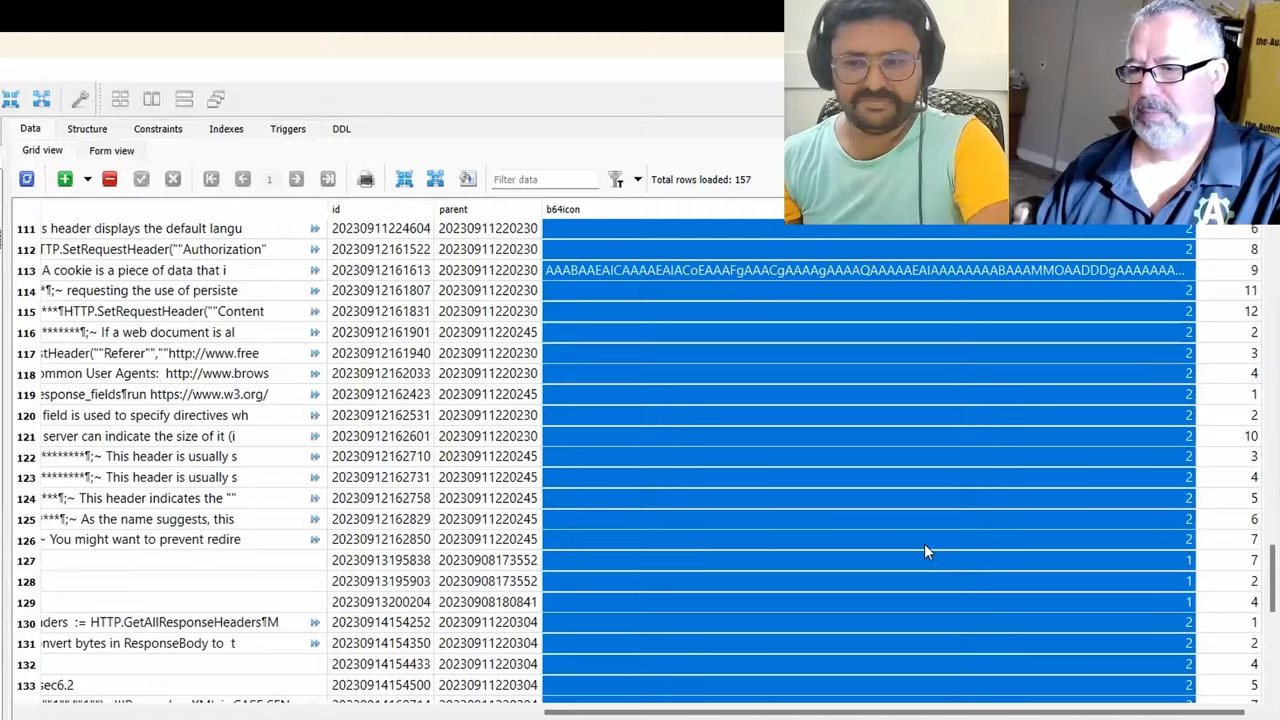 the-Au
the-Autom
A
Data Structure Constraints Indexes Triggers DDL
Grid view Form view
1 Filter data Total rows loaded: 157
id parent b64icon
111 s header displays the default langu 20230911224604 20230911220230 2 6
112 TTP.SetRequestHeader(""Authorization" 20230912161522 20230911220230 2 8
113 A cookie is a piece of data that i 20230912161613 20230911220230 AAABAAEAICAAAAEAIACoEAAAFgAAACgAAAAgAAAAQAAAAAEAIAAAAAAAABAAAMMOAADDDgAAAAAAA... 9
114 *¶;~ requesting the use of persiste 20230912161807 20230911220230 2 11
115 ****¶HTTP.SetRequestHeader(""Content 20230912161831 20230911220230 2 12
116 *******¶;~ If a web document is al 20230912161901 20230911220245 2 2
117 stHeader(""Referer"",""http://www.free 20230912161940 20230911220230 2 3
118 ommon User Agents: http://www.brows 20230912162033 20230911220230 2 4
119 esponse_fields¶run https://www.w3.org/ 20230912162423 20230911220245 2 1
120 field is used to specify directives wh 20230912162531 20230911220230 2 2
121 server can indicate the size of it (i 20230912162601 20230911220230 2 10
122 ********¶;~ This header is usually s 20230912162710 20230911220245 2 3
123 ********¶;~ This header is usually s 20230912162731 20230911220245 2 4
124 ***¶;~ This header indicates the "" 20230912162758 20230911220245 2 5
125 ****¶;~ As the name suggests, this 20230912162829 20230911220245 2 6
126 ~ You might want to prevent redire 20230912162850 20230911220245 2 7
127 20230913195838 20230908173552 1 7
128 20230913195903 20230908173552 1 2
129 20230913200204 20230908180841 1 4
130 aders := HTTP.GetAllResponseHeaders¶M 20230914154252 20230911220304 2 1
131 onvert bytes in ResponseBody to t 20230914154350 20230911220304 2 2
132 20230914154433 20230911220304 2 4
133 sec6.2 20230914154500 20230911220304 2 5